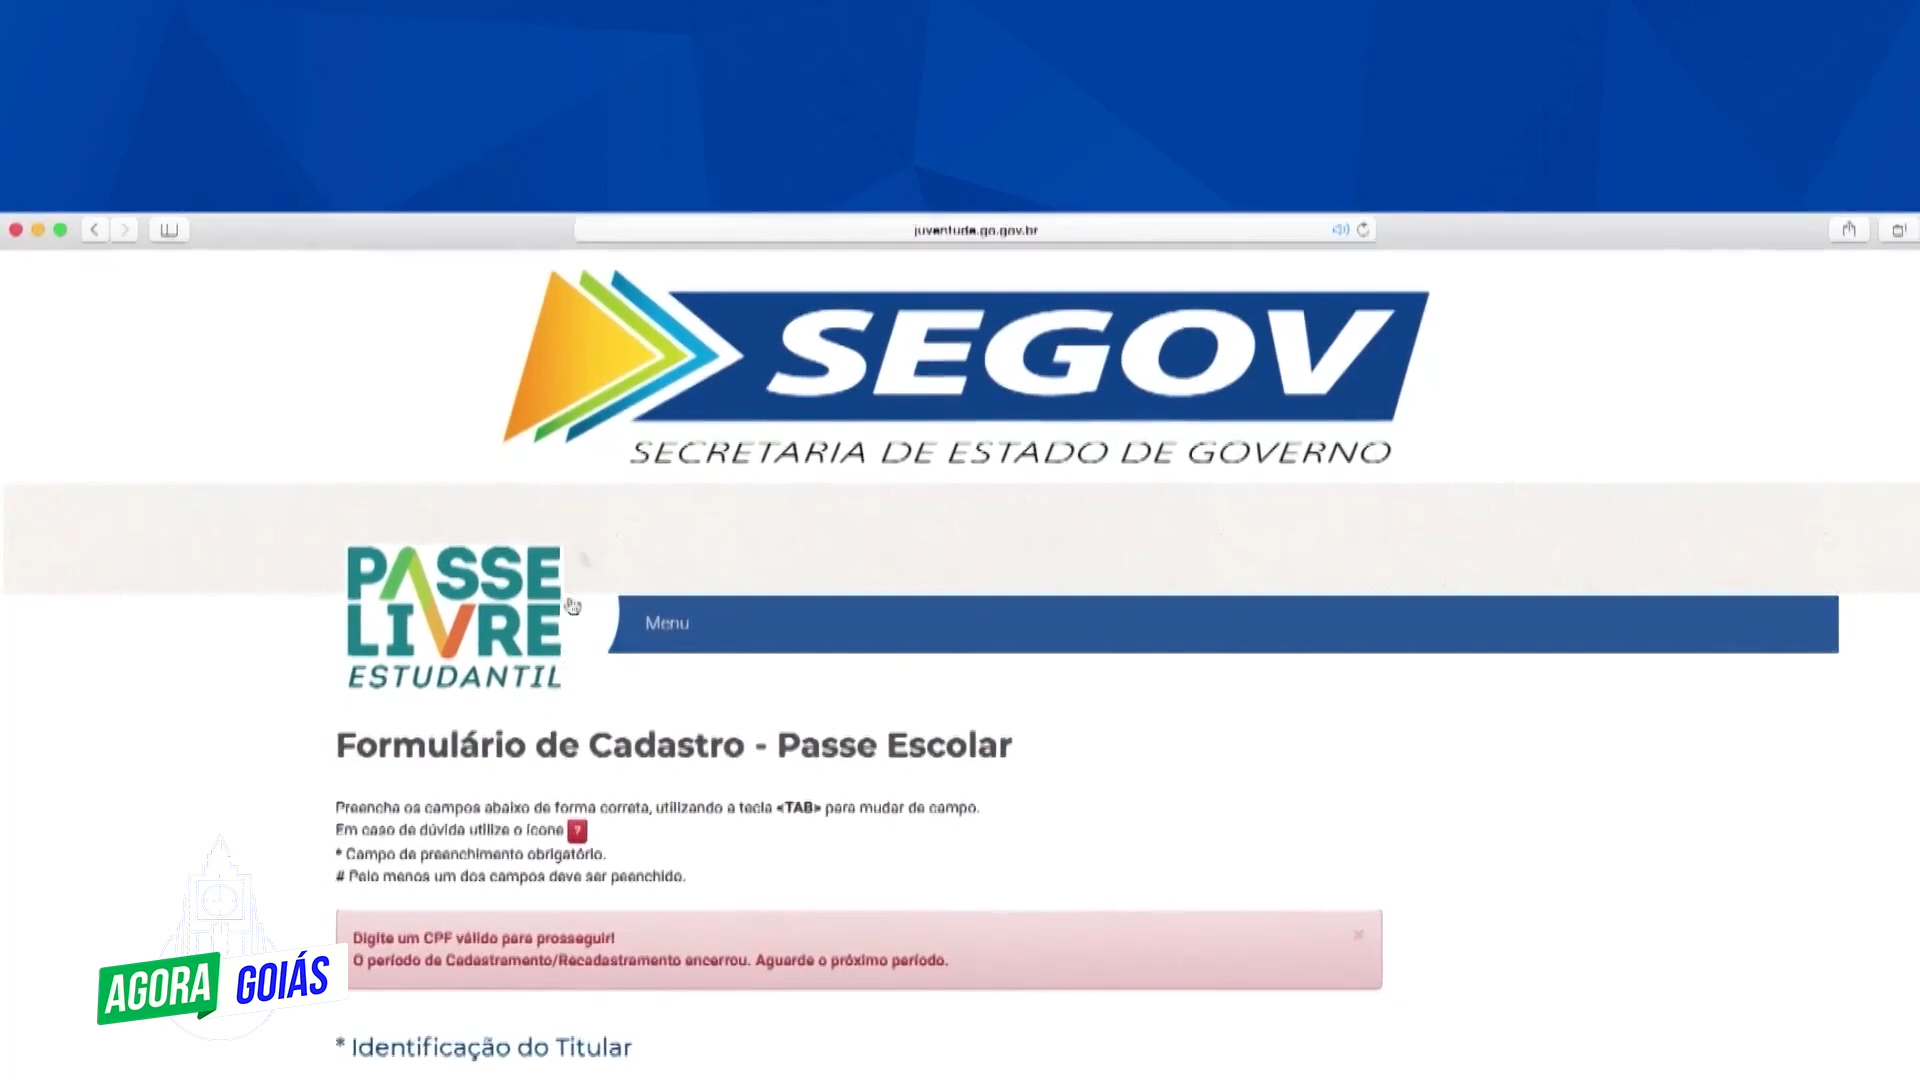 juventude.go.gov.br
SEGOV
SECRETARIA DE ESTADO DE GOVERNO
PASSE
LIVRE
ESTUDANTIL
Menu
Formulário de Cadastro - Passe Escolar
Preencha os campos abaixo de forma correta, utilizando a tecla <TAB> para mudar de campo.
Em caso de dúvida utilize o ícone ?
* Campo de preenchimento obrigatório.
# Pelo menos um dos campos deve ser peenchido.
Digite um CPF válido para prosseguir!
O período de Cadastramento/Recadastramento encerrou. Aguarde o próximo período.
AGORA GOIÁS
* Identificação do Titular